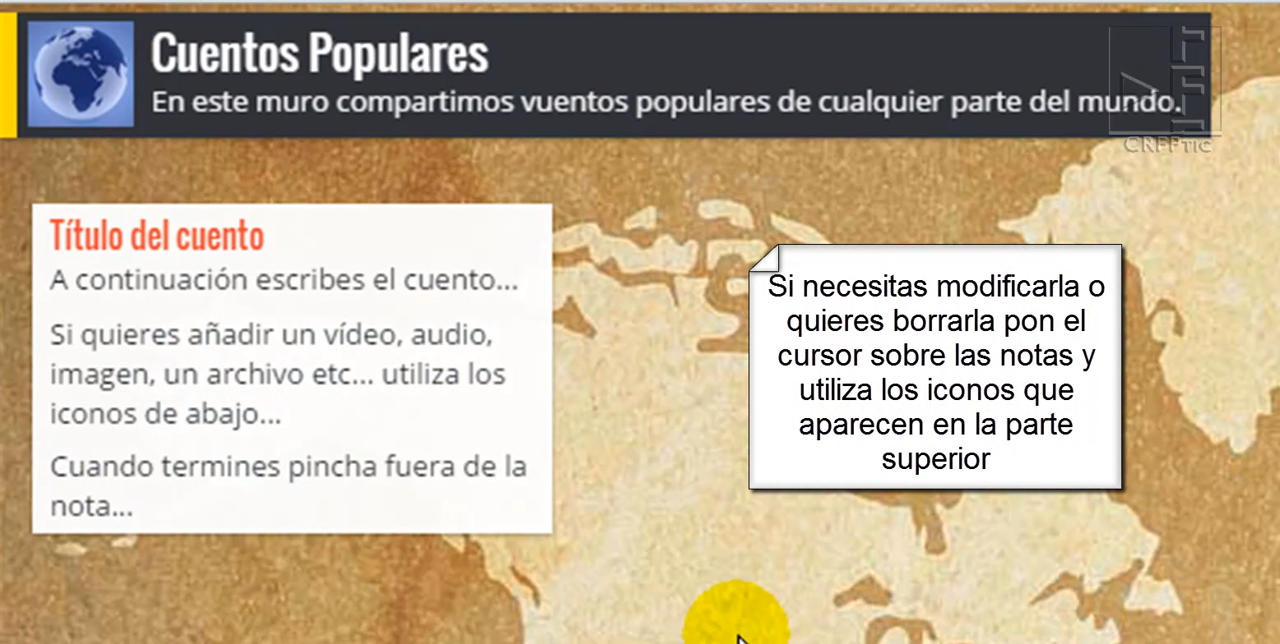 Cuentos Populares
En este muro compartimos vuentos populares de cualquier parte del mundo.
CRFPTIC
Título del cuento
A continuación escribes el cuento...
Si quieres añadir un vídeo, audio,
imagen, un archivo etc... utiliza los
iconos de abajo...
Cuando termines pincha fuera de la
nota...
Si necesitas modificarla o
quieres borrarla pon el
cursor sobre las notas y
utiliza los iconos que
aparecen en la parte
superior